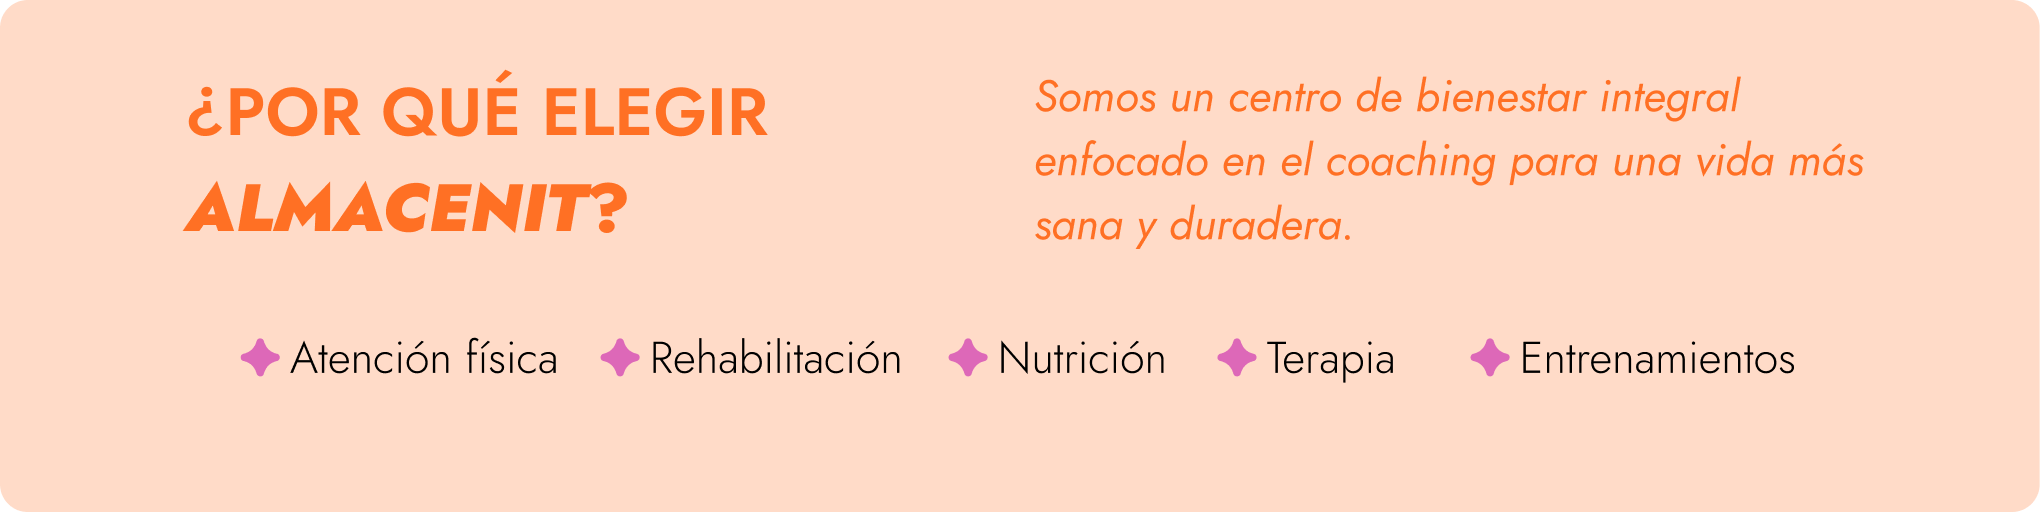 ¿POR QUÉ ELEGIR
ALMACENIT?
Somos un centro de bienestar integral
enfocado en el coaching para una vida más
sana y duradera.
Atención física
Rehabilitación
Nutrición
Terapia
Entrenamientos